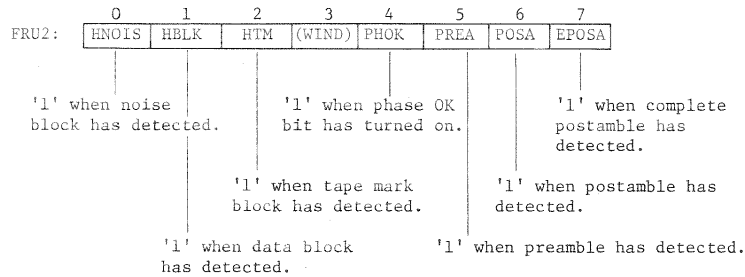 0 1 2 3 4 5 6 7
FRU2: HNOIS HBLK HTM (WIND) PHOK PREA POSA EPOSA
'1' when noise
block has detected.
'1' when phase OK
bit has turned on.
'1' when complete
postamble has
detected.
'1' when tape mark
block has detected.
'1' when postamble has
detected.
'1' when data block
has detected.
'1' when preamble has detected.